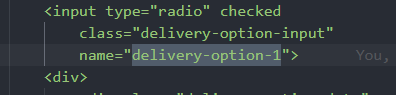 <input type="radio" checked
class="delivery-option-input"
name="delivery-option-1"> You,
<div>